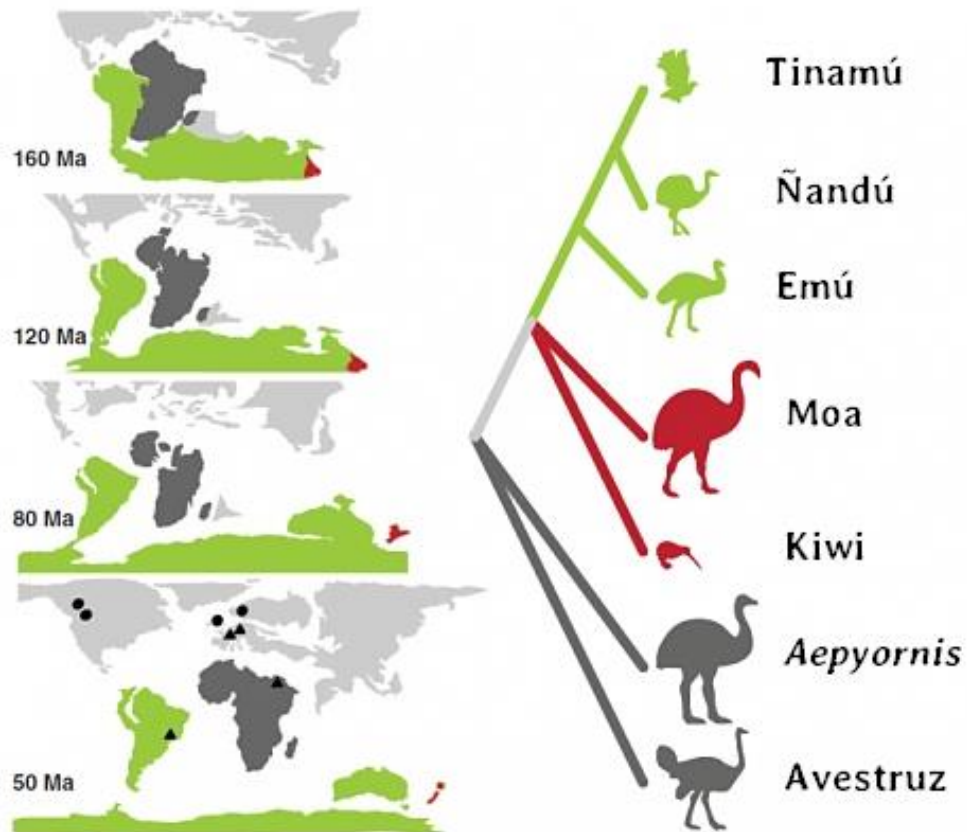 160 Ma
120 Ma
80 Ma
50 Ma
Tinamú
Ñandú
Emú
Moa
Kiwi
Aepyornis
Avestruz